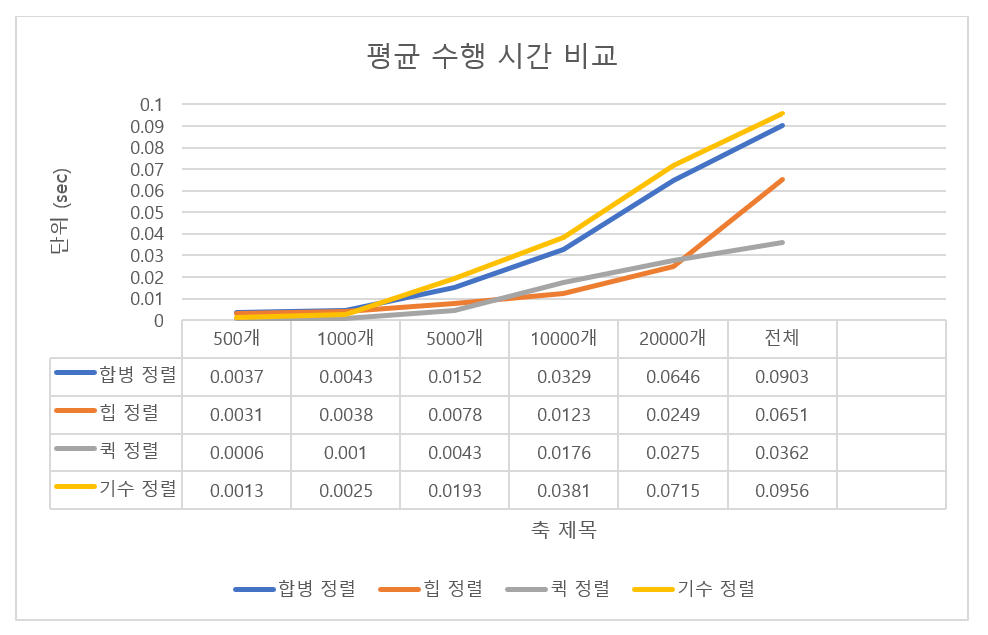 평균 수행 시간 비교
단위 (sec)
0.1
0.09
0.08
0.07
0.06
0.05
0.04
0.03
0.02
0.01
0
500개 1000개 5000개 10000개 20000개 전체
합병 정렬 0.0037 0.0043 0.0152 0.0329 0.0646 0.0903
힙 정렬 0.0031 0.0038 0.0078 0.0123 0.0249 0.0651
퀵 정렬 0.0006 0.001 0.0043 0.0176 0.0275 0.0362
기수 정렬 0.0013 0.0025 0.0193 0.0381 0.0715 0.0956
축 제목
합병 정렬 힙 정렬 퀵 정렬 기수 정렬